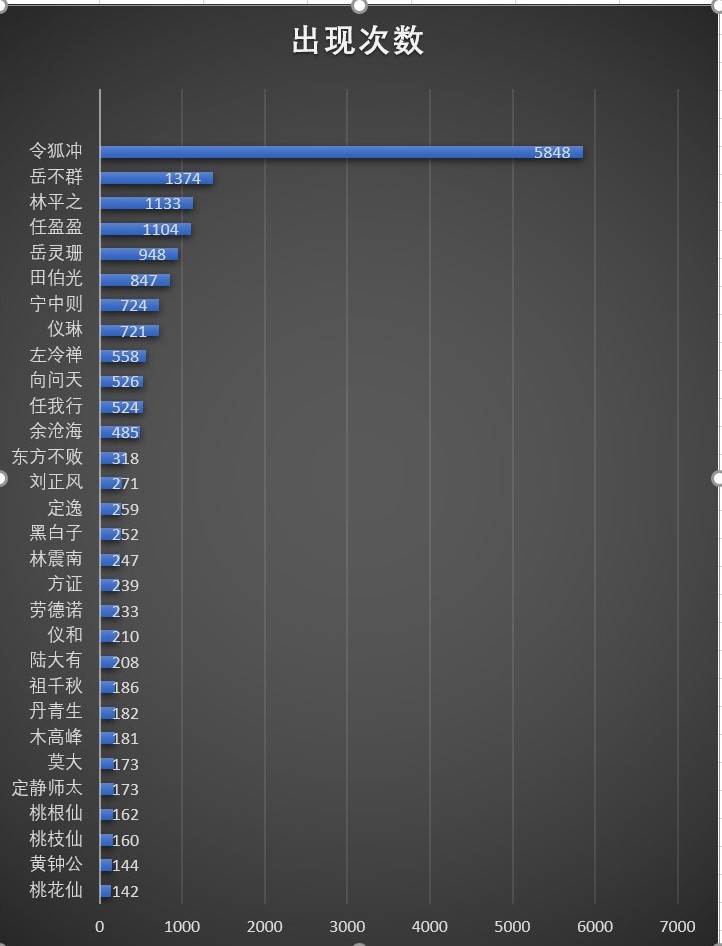 出现次数
令狐冲 5848
岳不群 1374
林平之 1133
任盈盈 1104
岳灵珊 948
田伯光 847
宁中则 724
仪琳 721
左冷禅 558
向问天 526
任我行 524
余沧海 485
东方不败 318
刘正风 271
定逸 259
黑白子 252
林震南 247
方证 239
劳德诺 233
仪和 210
陆大有 208
祖千秋 186
丹青生 182
木高峰 181
莫大 173
定静师太 173
桃根仙 162
桃枝仙 160
黄钟公 144
桃花仙 142
0 1000 2000 3000 4000 5000 6000 7000